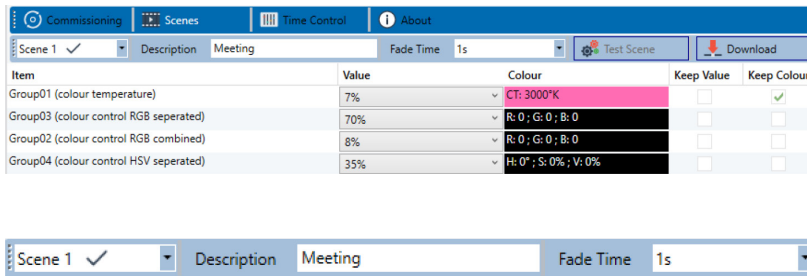 Commissioning Scenes Time Control About
Scene 1 Description Meeting Fade Time 1s Test Scene Download
Item Value Colour Keep Value Keep Colour
Group01 (colour temperature) 7% CT: 3000°K
Group03 (colour control RGB seperated) 70% R: 0 ; G: 0 ; B: 0
Group02 (colour control RGB combined) 8% R: 0 ; G: 0 ; B: 0
Group04 (colour control HSV seperated) 35% H: 0° ; S: 0% ; V: 0%
Scene 1 Description Meeting Fade Time 1s